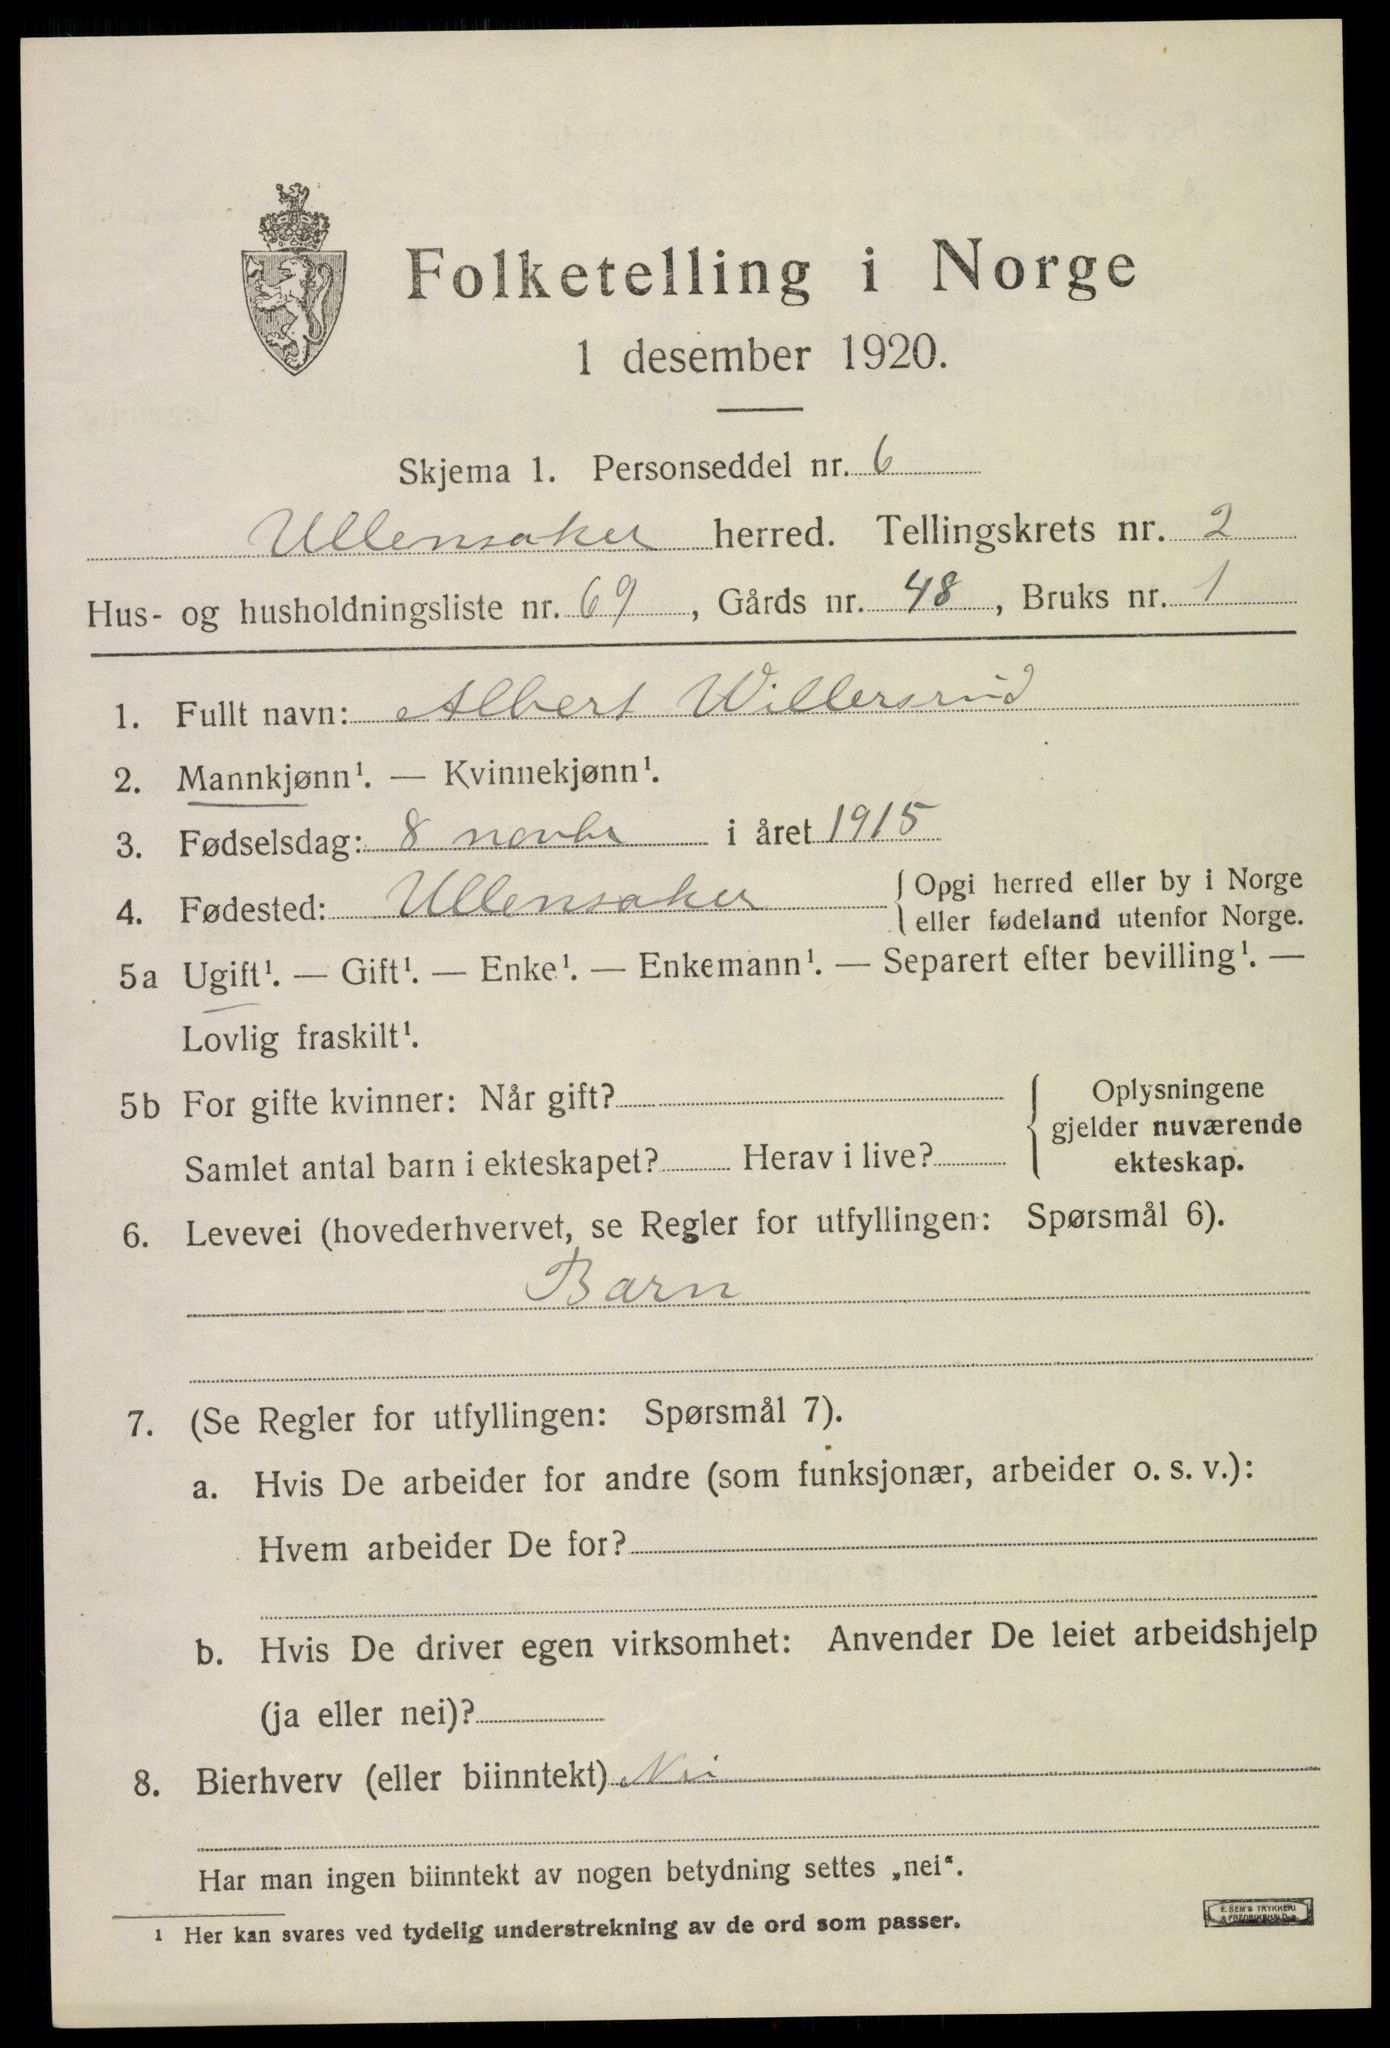 Folketelling i Norge
1 desember 1920.
Skjema 1. Personseddel nr. 6
Ullensaker herred. Tellingskrets nr. 2
Hus- og husholdningsliste nr. 69, Gårds nr. 48, Bruks nr. 1
1. Fullt navn: Albert Willersrud
2. Mannkjønn¹. — Kvinnekjønn¹.
3. Fødselsdag: 8 novbr i året 1915
4. Fødested: Ullensaker { Opgi herred eller by i Norge
eller fødeland utenfor Norge.
5a Ugift¹. — Gift¹. — Enke¹. — Enkemann¹. — Separert efter bevilling¹. —
Lovlig fraskilt¹.
5b For gifte kvinner: Når gift?
Samlet antal barn i ekteskapet? Herav i live?
{ Oplysningene
gjelder nuværende
ekteskap.
6. Levevei (hovederhvervet, se Regler for utfyllingen: Spørsmål 6).
Barn
7. (Se Regler for utfyllingen: Spørsmål 7).
a. Hvis De arbeider for andre (som funksjonær, arbeider o. s. v.):
Hvem arbeider De for?
b. Hvis De driver egen virksomhet: Anvender De leiet arbeidshjelp
(ja eller nei)?
8. Bierhverv (eller biinntekt) Nei
Har man ingen biinntekt av nogen betydning settes „nei“.
¹ Her kan svares ved tydelig understrekning av de ord som passer.
E. SEM'S TRYKKERI
FREDRIKSHALD